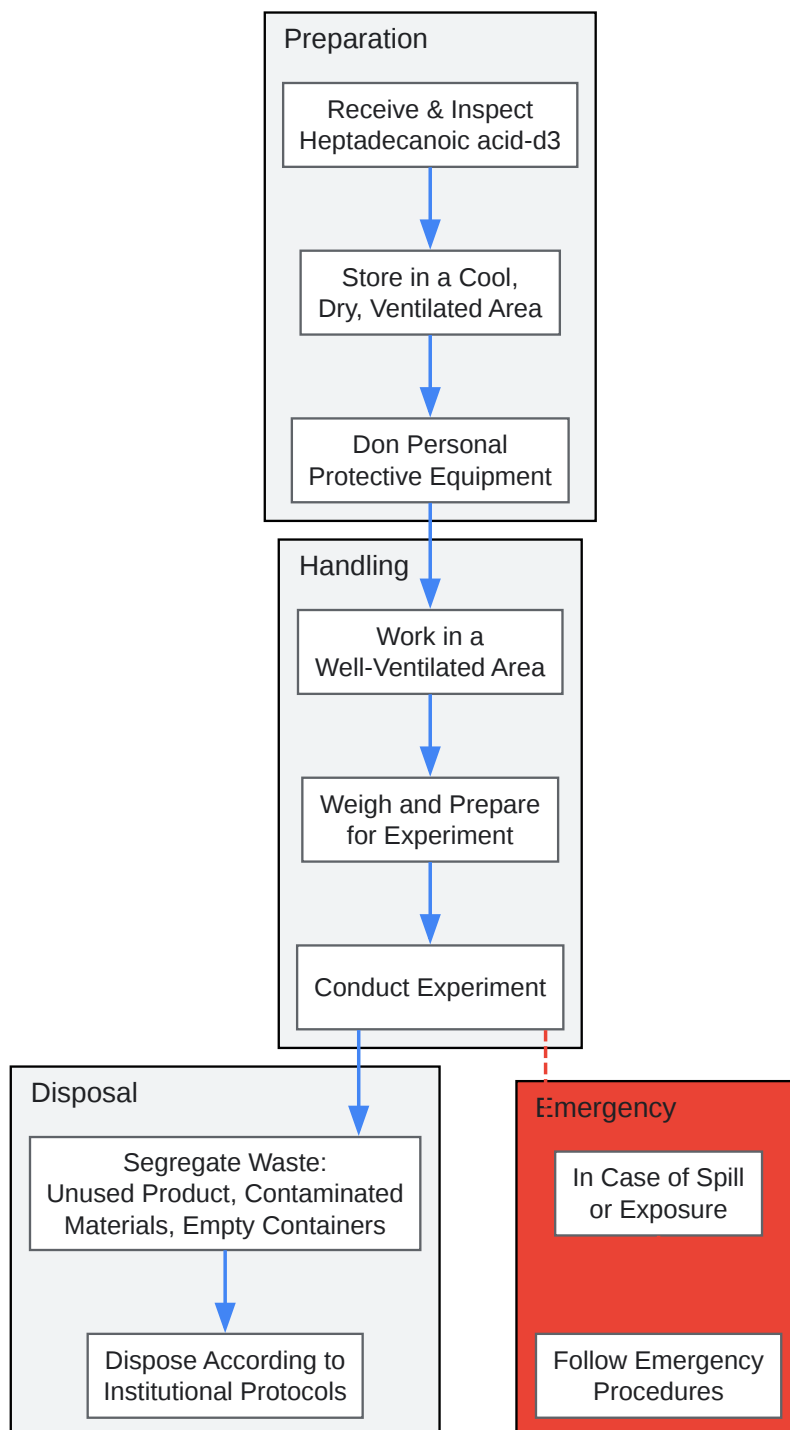 Preparation
Receive & Inspect
Heptadecanoic acid-d3
Store in a Cool,
Dry, Ventilated Area
Don Personal
Protective Equipment
Handling
Work in a
Well-Ventilated Area
Weigh and Prepare
for Experiment
Conduct Experiment
Disposal
Segregate Waste:
Unused Product, Contaminated
Materials, Empty Containers
Dispose According to
Institutional Protocols
Emergency
In Case of Spill
or Exposure
Follow Emergency
Procedures